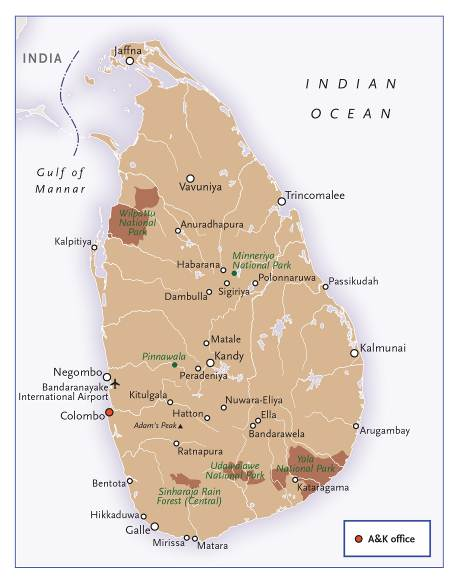 Jaffna
INDIA
INDIAN
OCEAN
Gulf of
Mannar
Vavuniya
Trincomalee
Wilpattu
National
Park
Anuradhapura
Kalpitiya
Minneriya
National Park
Habarana
Polonnaruwa
Passikudah
Sigiriya
Dambulla
Matale
Kalmunai
Pinnawala
Kandy
Peradeniya
Negombo
Bandaranayake
International Airport
Kitulgala
Nuwara-Eliya
Colombo
Hatton
Ella
Adam's Peak
Bandarawela
Arugambay
Ratnapura
Yala
National Park
Udawalawe
National Park
Bentota
Kataragama
Sinharaja Rain
Forest (Central)
Hikkaduwa
Galle
Mirissa
Matara
A&K office